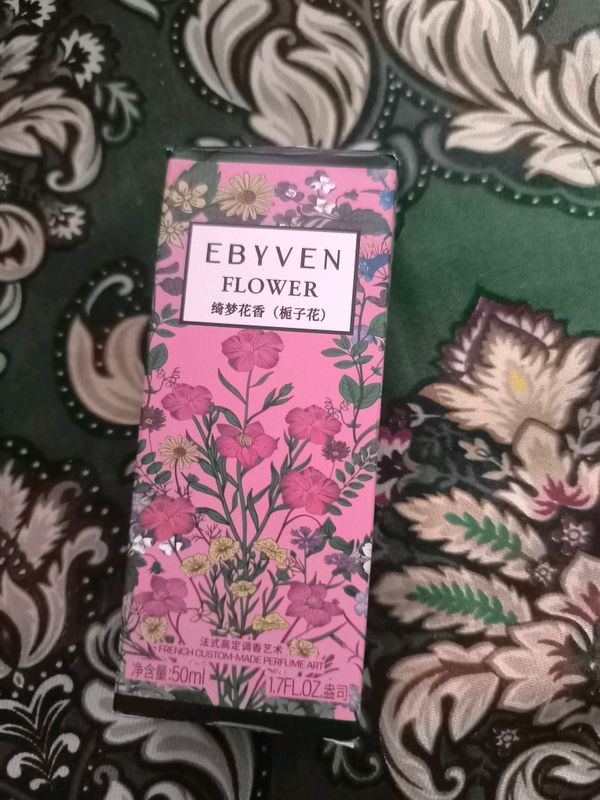 EBYVEN
FLOWER
绮梦花香（栀子花）
法式高定调香艺术
FRENCH CUSTOM-MADE PERFUME ART
净含量:50ml 1.7FL.OZ.盎司